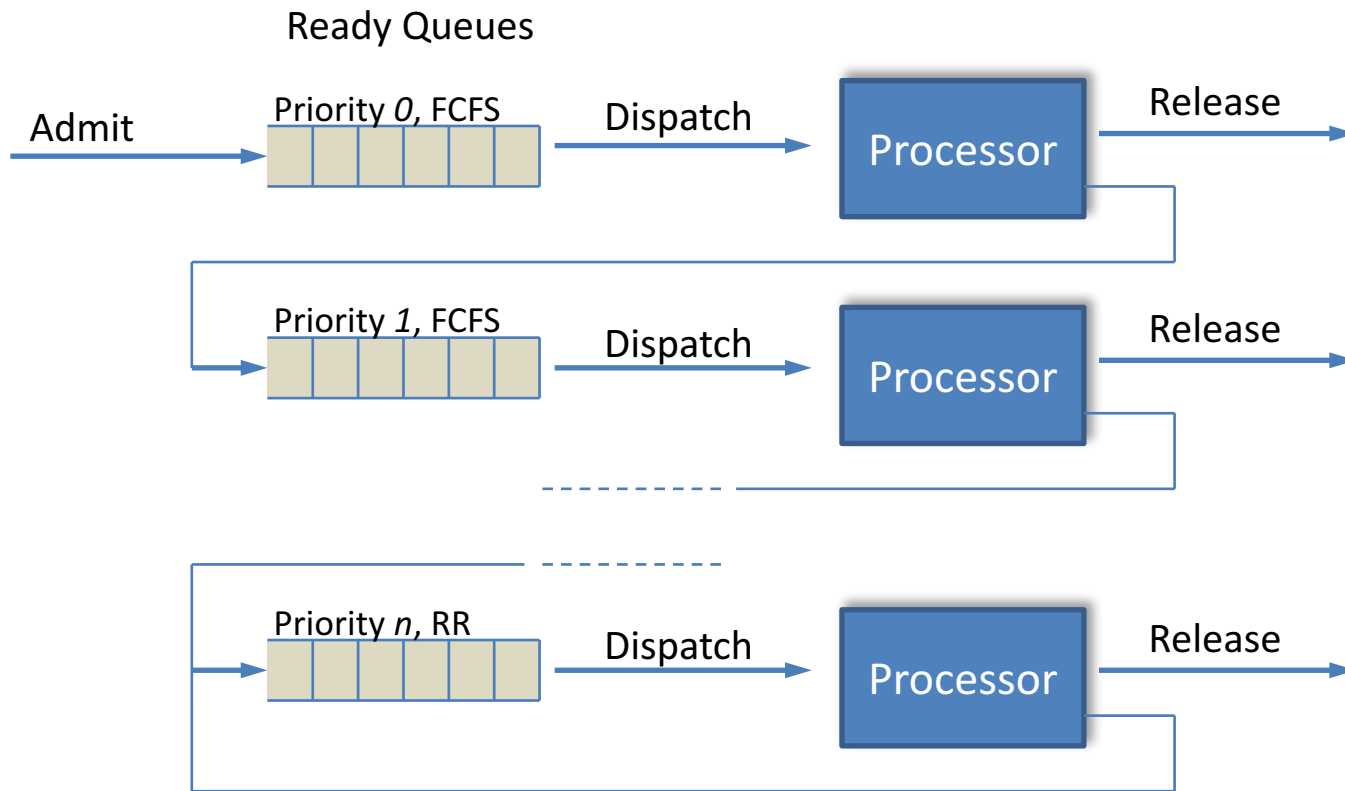 Ready Queues
Admit
Priority 0, FCFS
Dispatch
Processor
Release
Priority 1, FCFS
Dispatch
Processor
Release
Priority n, RR
Dispatch
Processor
Release